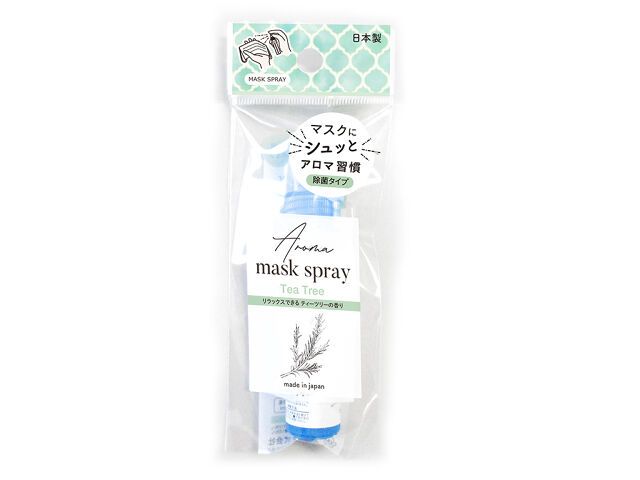 日本製
MASK SPRAY
マスクに
シュッと
アロマ習慣
除菌タイプ
Aroma
mask spray
Tea Tree
リラックスできる ティーツリーの香り
made in japan